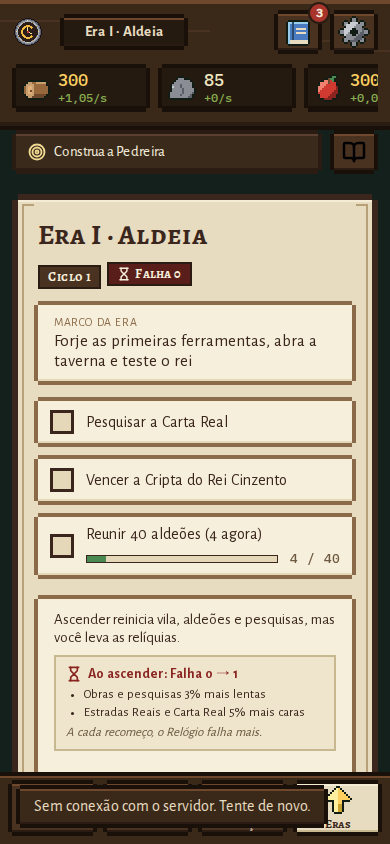 Era I · Aldeia
3
300
+1,05/s
85
+0/s
300
+0,0
Construa a Pedreira
Era I · Aldeia
Ciclo 1
Falha 0
MARCO DA ERA
Forje as primeiras ferramentas, abra a
taverna e teste o rei
Pesquisar a Carta Real
Vencer a Cripta do Rei Cinzento
Reunir 40 aldeões (4 agora)
4 / 40
Ascender reinicia vila, aldeões e pesquisas, mas
você leva as relíquias.
Ao ascender: Falha 0 → 1
• Obras e pesquisas 3% mais lentas
• Estradas Reais e Carta Real 5% mais caras
A cada recomeço, o Relógio falha mais.
Sem conexão com o servidor. Tente de novo.
Eras